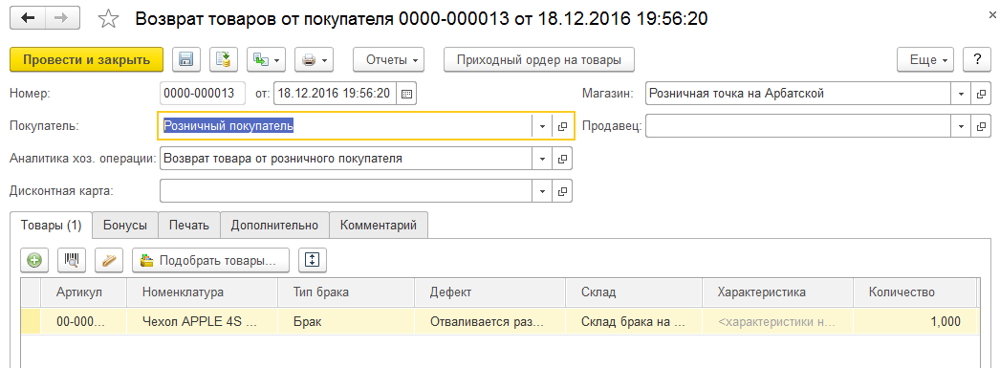 Возврат товаров от покупателя 0000-000013 от 18.12.2016 19:56:20
Провести и закрыть Отчеты Приходный ордер на товары Еще ?
Номер: 0000-000013 от: 18.12.2016 19:56:20 Магазин: Розничная точка на Арбатской
Покупатель: Розничный покупатель Продавец:
Аналитика хоз. операции: Возврат товара от розничного покупателя
Дисконтная карта:
Товары (1) Бонусы Печать Дополнительно Комментарий
Подобрать товары...
Артикул Номенклатура Тип брака Дефект Склад Характеристика Количество
00-000... Чехол APPLE 4S ... Брак Отваливается раз... Склад брака на ... <характеристики н... 1,000